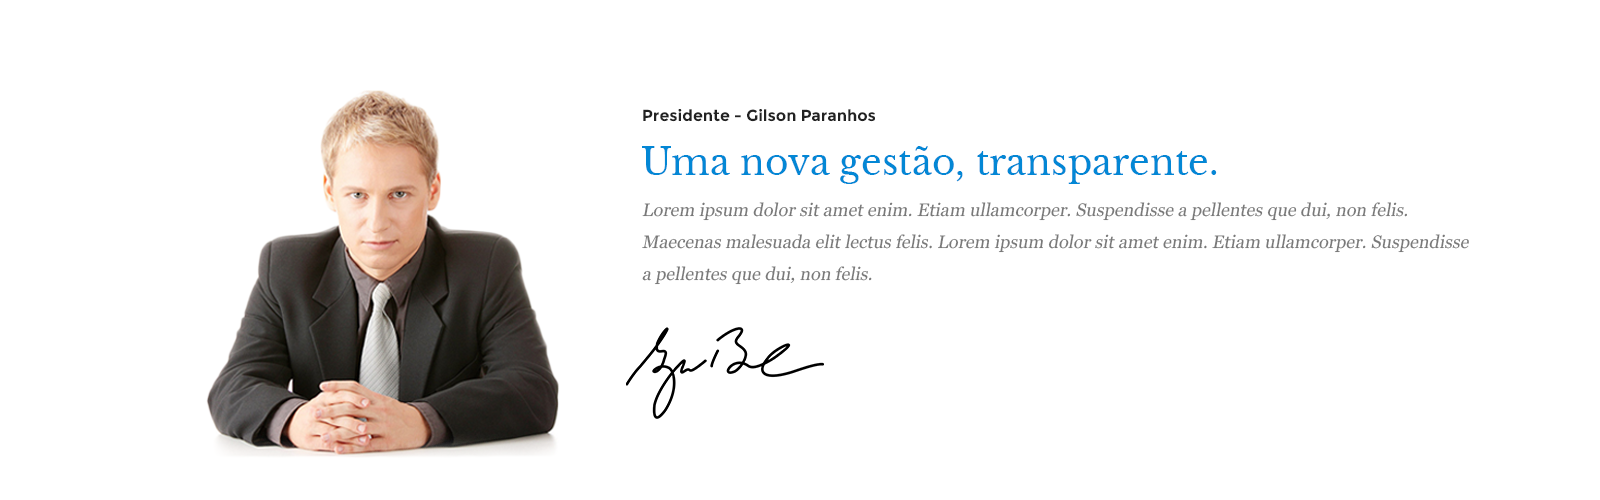 Presidente - Gilson Paranhos
Uma nova gestão, transparente.
Lorem ipsum dolor sit amet enim. Etiam ullamcorper. Suspendisse a pellentes que dui, non felis.
Maecenas malesuada elit lectus felis. Lorem ipsum dolor sit amet enim. Etiam ullamcorper. Suspendisse
a pellentes que dui, non felis.